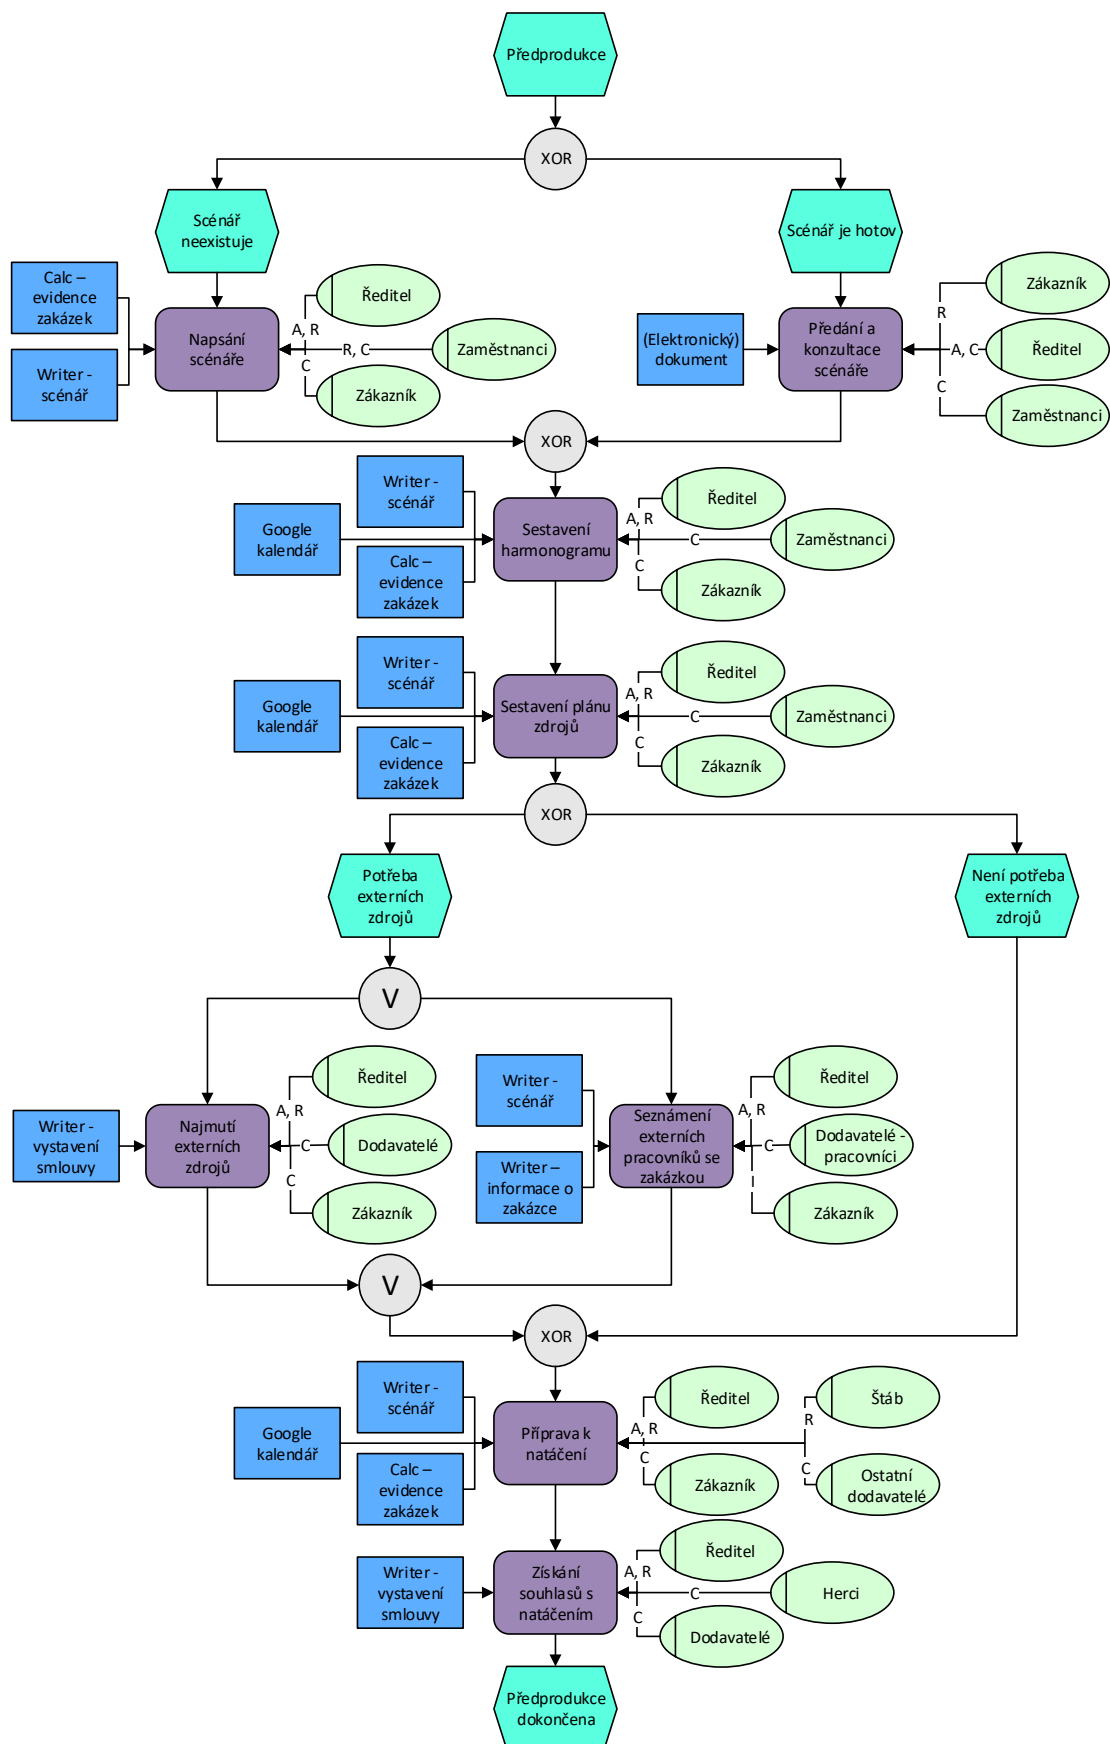 Předprodukce
XOR
Scénář
neexistuje
Scénář je hotov
Calc –
evidence
zakázek
Writer -
scénář
Napsání
scénáře
Ředitel
A, R
R, C
Zaměstnanci
C
Zákazník
(Elektronický)
dokument
Předání a
konzultace
scénáře
Zákazník
R
A, C
Ředitel
C
Zaměstnanci
XOR
Writer -
scénář
Google
kalendář
Calc –
evidence
zakázek
Sestavení
harmonogramu
Ředitel
A, R
C
Zaměstnanci
C
Zákazník
Writer -
scénář
Google
kalendář
Calc –
evidence
zakázek
Sestavení plánu
zdrojů
Ředitel
A, R
C
Zaměstnanci
C
Zákazník
XOR
Potřeba
externích
zdrojů
Není potřeba
externích
zdrojů
V
Writer -
vystavení
smlouvy
Najmutí
externích
zdrojů
Ředitel
A, R
C
Dodavatelé
C
Zákazník
Writer -
scénář
Writer –
informace o
zakázce
Seznámení
externích
pracovníků se
zakázkou
Ředitel
A, R
C
Dodavatelé -
pracovníci
I
Zákazník
V
XOR
Writer -
scénář
Google
kalendář
Calc –
evidence
zakázek
Příprava k
natáčení
Ředitel
A, R
C
Zákazník
Štáb
R
C
Ostatní
dodavatelé
Writer -
vystavení
smlouvy
Získání
souhlasů s
natáčením
Ředitel
A, R
C
Herci
C
Dodavatelé
Předprodukce
dokončena